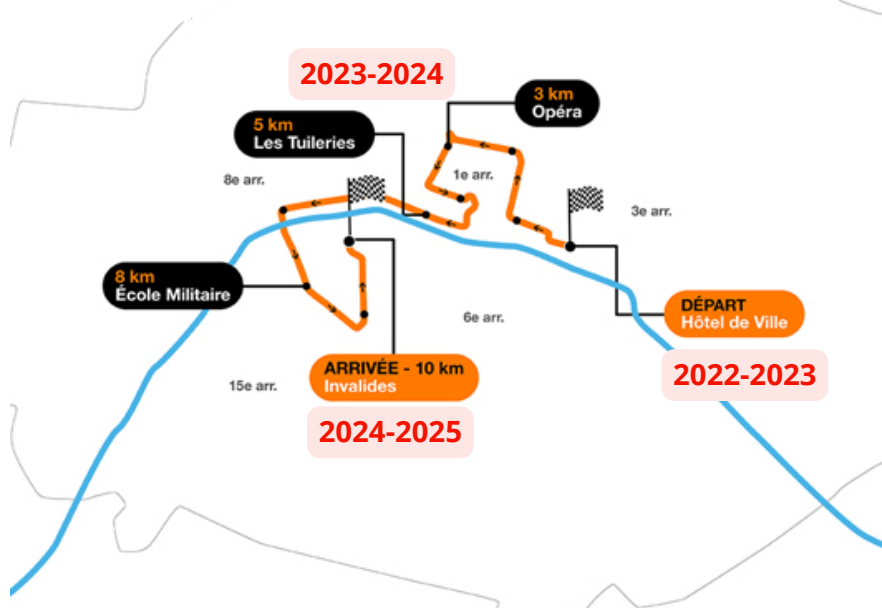 2023-2024
3 km
Opéra
5 km
Les Tuileries
1e arr.
8e arr.
3e arr.
8 km
École Militaire
DÉPART
Hôtel de Ville
6e arr.
ARRIVÉE - 10 km
Invalides
15e arr.
2022-2023
2024-2025